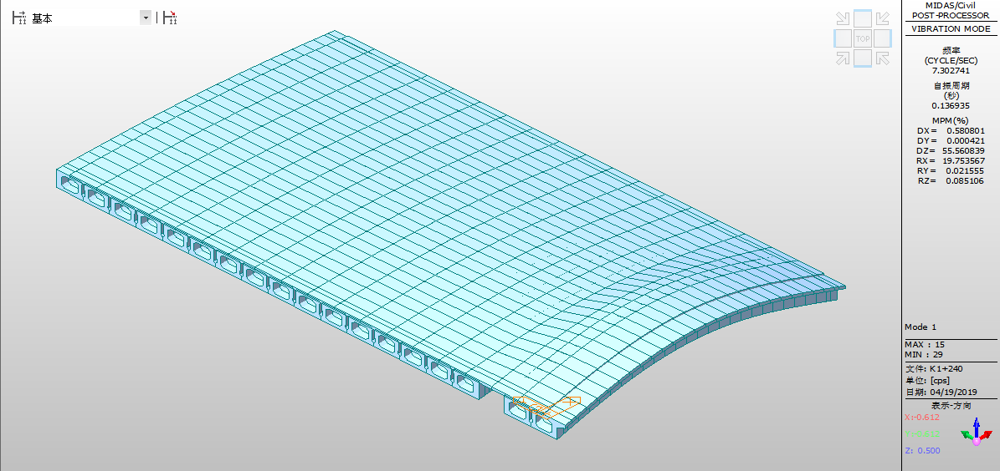 基本
TOP
MIDAS/Civil
POST-PROCESSOR
VIBRATION MODE
频率
(CYCLE/SEC)
7.302741
自振周期
(秒)
0.136935
MPM(%)
DX= 0.580801
DY= 0.000421
DZ= 55.560839
RX= 19.753567
RY= 0.021555
RZ= 0.085106
Mode 1
MAX : 15
MIN : 29
文件: K1+240
单位: [cps]
日期: 04/19/2019
表示-方向
X:-0.612
Z: 0.500